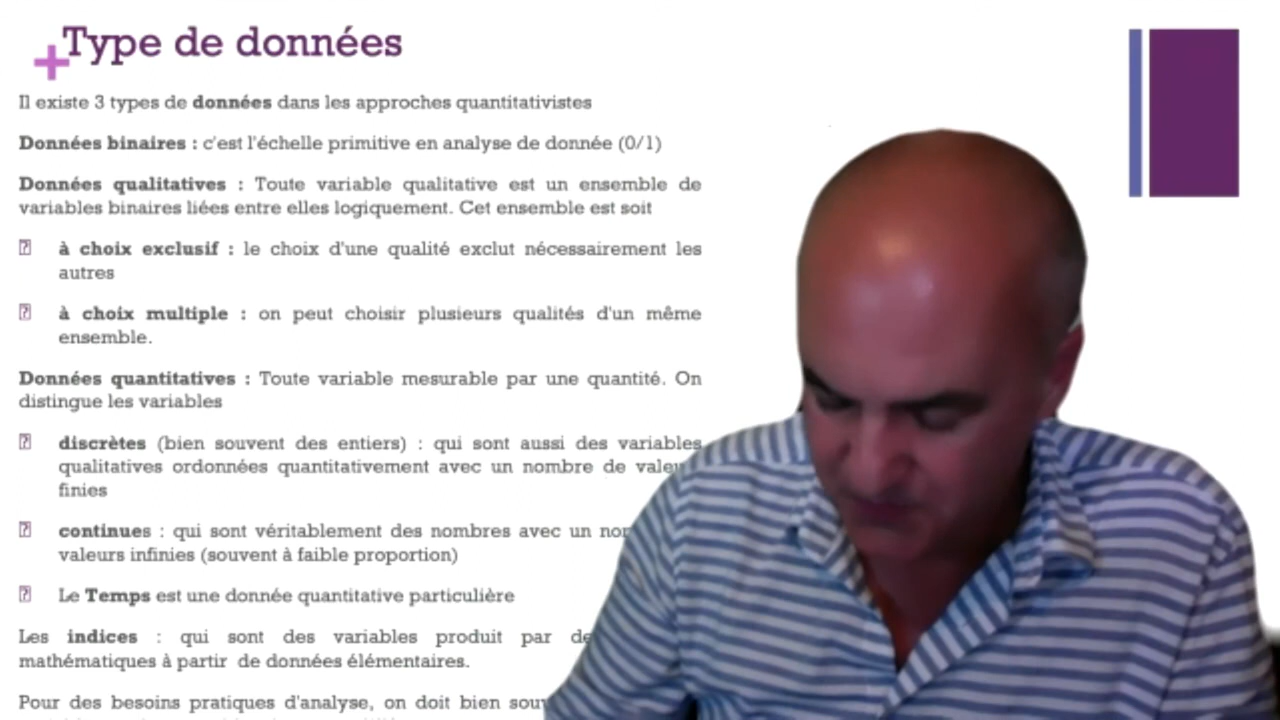 Type de données
Il existe 3 types de données dans les approches quantitativistes
Données binaires : c'est l'échelle primitive en analyse de donnée (0/1)
Données qualitatives : Toute variable qualitative est un ensemble de
variables binaires liées entre elles logiquement. Cet ensemble est soit
à choix exclusif : le choix d'une qualité exclut nécessairement les
autres
à choix multiple : on peut choisir plusieurs qualités d'un même
ensemble.
Données quantitatives : Toute variable mesurable par une quantité. On
distingue les variables
discrètes (bien souvent des entiers) : qui sont aussi des variables
qualitatives ordonnées quantitativement avec un nombre de
finies
continues : qui sont véritablement des nombres avec un
valeurs infinies (souvent à faible proportion)
Le Temps est une donnée quantitative particulière
Les indices : qui sont des variables produit par
mathématiques à partir de données élémentaires.
Pour des besoins pratiques d'analyse, on doit bien